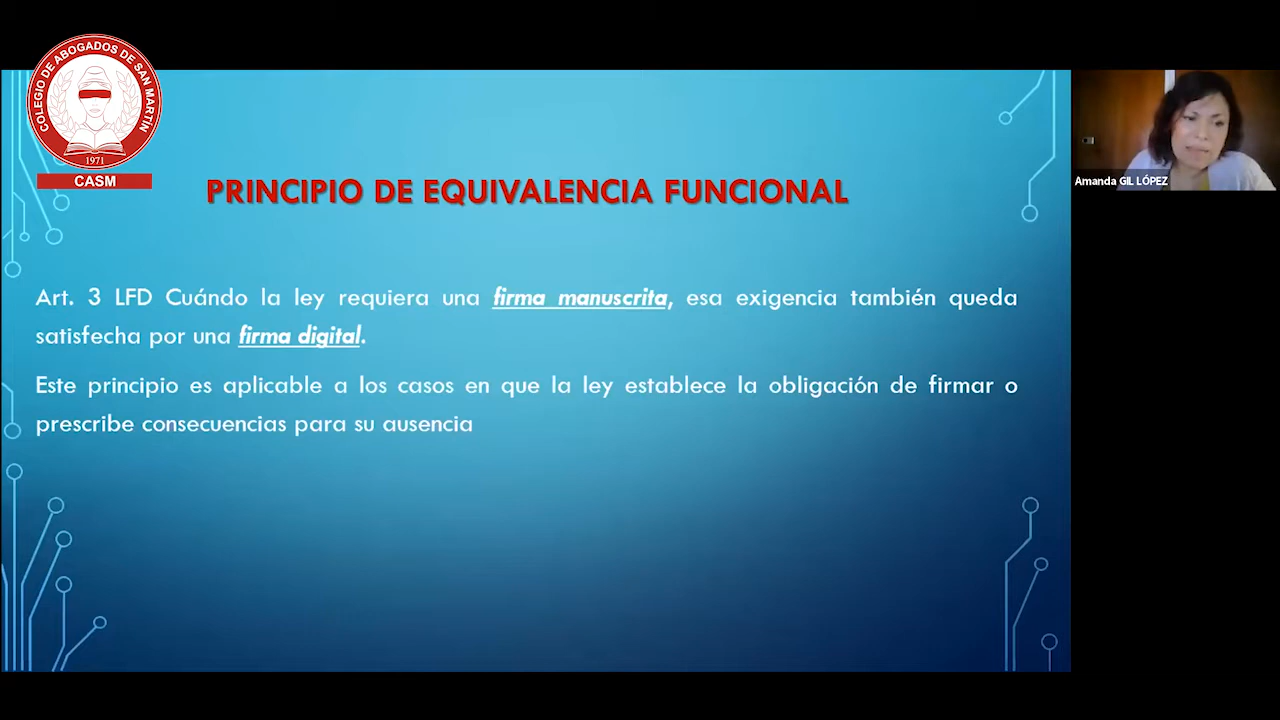 COLEGIO DE ABOGADOS DE SAN MARTÍN
1971
CASM
PRINCIPIO DE EQUIVALENCIA FUNCIONAL
Art. 3 LFD Cuándo la ley requiera una firma manuscrita, esa exigencia también queda
satisfecha por una firma digital.
Este principio es aplicable a los casos en que la ley establece la obligación de firmar o
prescribe consecuencias para su ausencia
Amanda GIL LÓPEZ